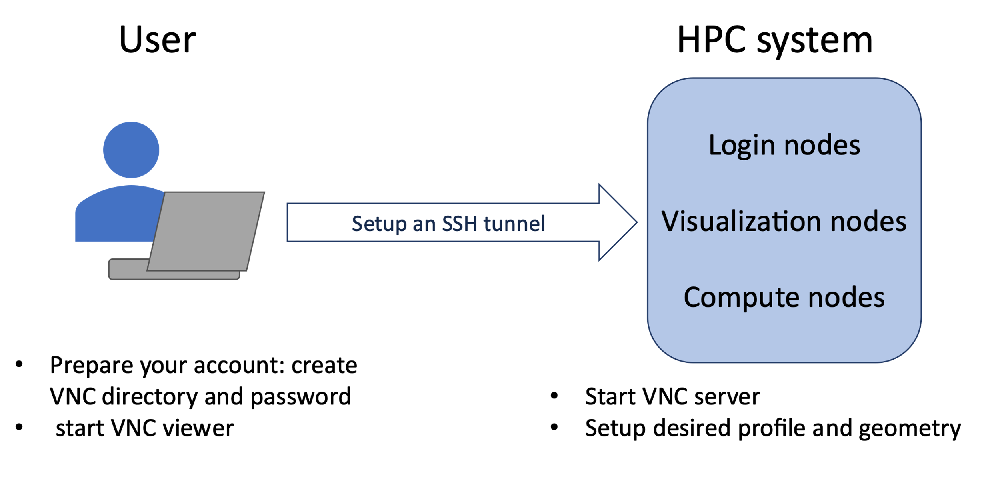 User
HPC system
Login nodes
Visualization nodes
Compute nodes
Setup an SSH tunnel
• Prepare your account: create
VNC directory and password
• start VNC viewer
• Start VNC server
• Setup desired profile and geometry